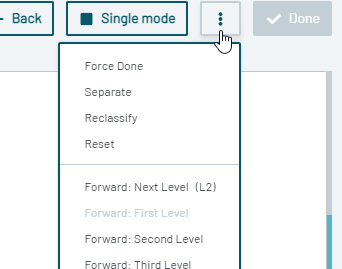 Back Single mode Done
Force Done
Separate
Reclassify
Reset
Forward: Next Level (L2)
Forward: First Level
Forward: Second Level
Forward: Third Level